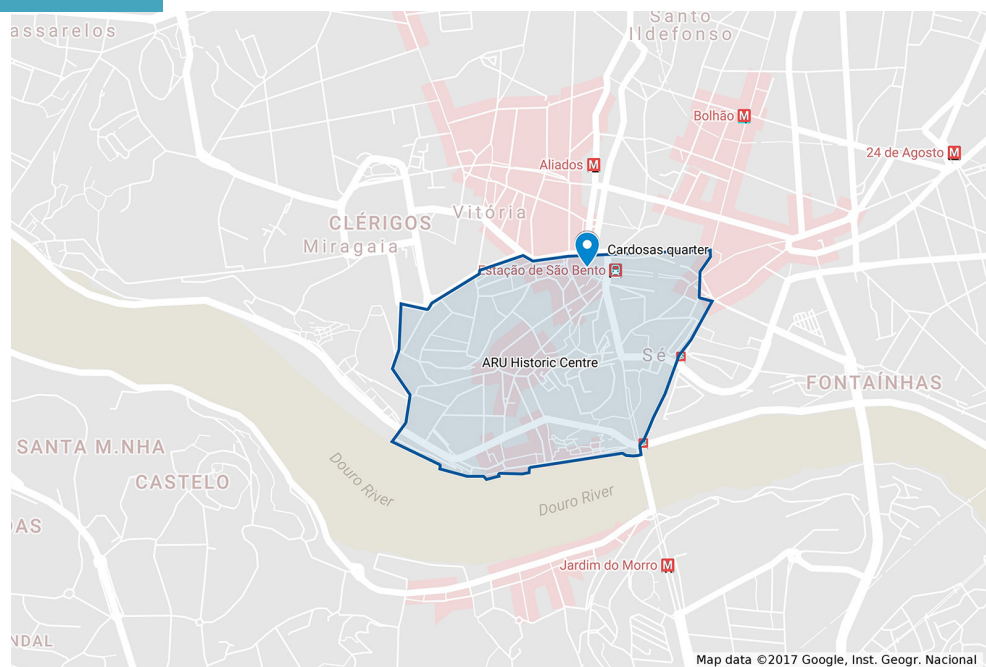 assarelos
Santo
Ildefonso
Bolhão M
24 de Agosto M
Aliados M
Vitória
CLÉRIGOS
Miragaia
Cardosas quarter
Estação de São Bento
Sé
ARU Historic Centre
FONTAÍNHAS
SANTA M.NHA
CASTELO
Douro River
Douro River
DAS
Jardim do Morro M
NDAL
Map data ©2017 Google, Inst. Geogr. Nacional